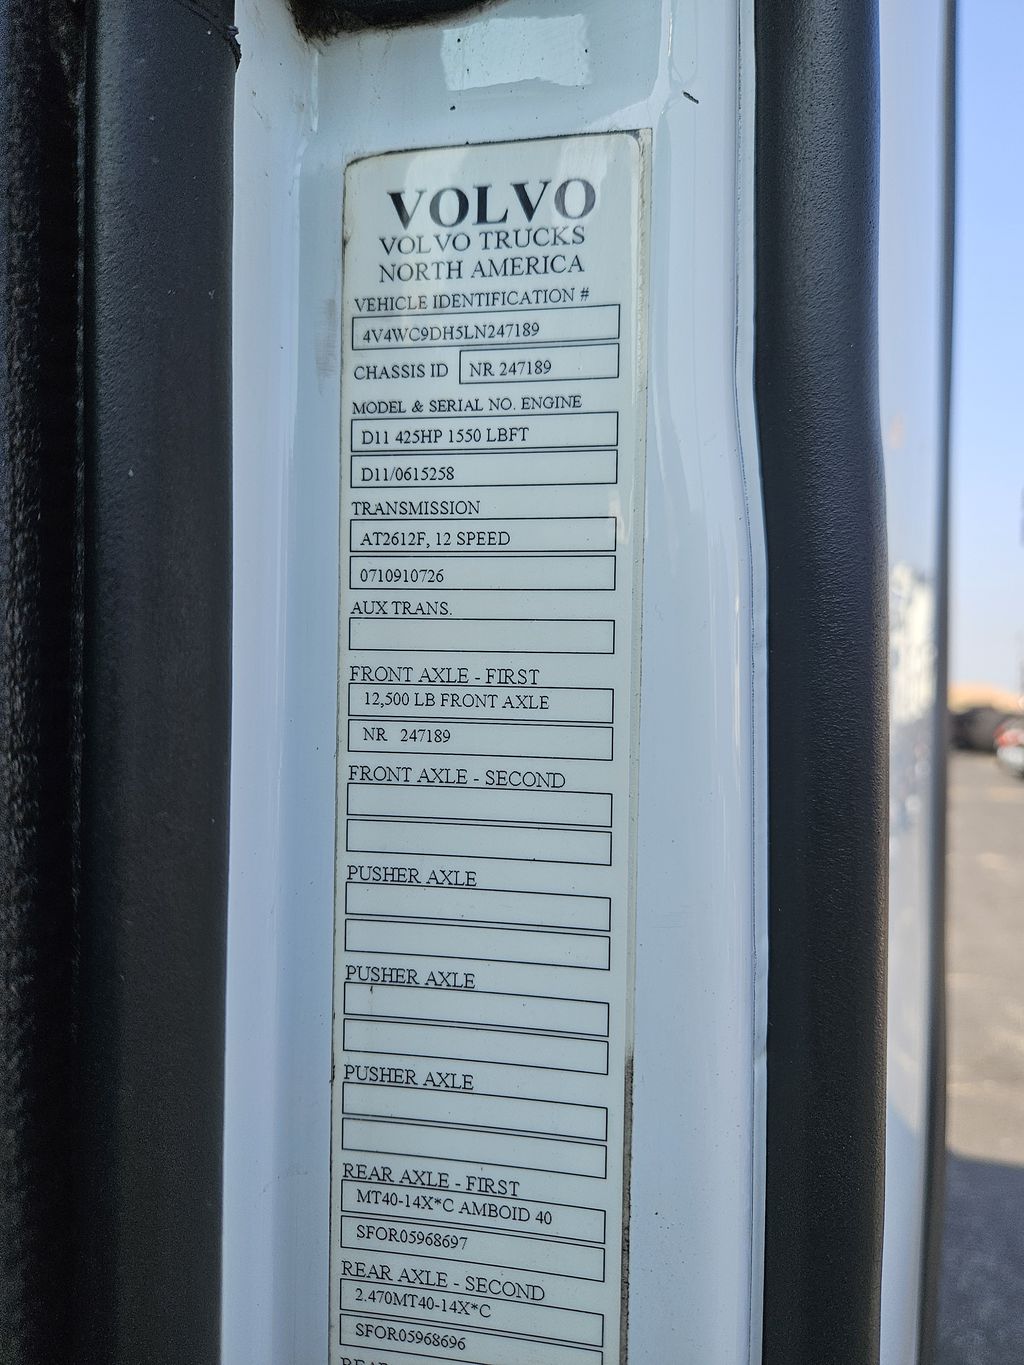 VOLVO
VOLVO TRUCKS
NORTH AMERICA
VEHICLE IDENTIFICATION #
4V4WC9DH5LN247189
CHASSIS ID NR 247189
MODEL & SERIAL NO. ENGINE
D11 425HP 1550 LBFT
D11/0615258
TRANSMISSION
AT2612F, 12 SPEED
0710910726
AUX TRANS.
FRONT AXLE - FIRST
12,500 LB FRONT AXLE
NR 247189
FRONT AXLE - SECOND
PUSHER AXLE
PUSHER AXLE
PUSHER AXLE
REAR AXLE - FIRST
MT40-14X*C AMBOID 40
SFOR05968697
REAR AXLE - SECOND
2.470MT40-14X*C
SFOR05968696